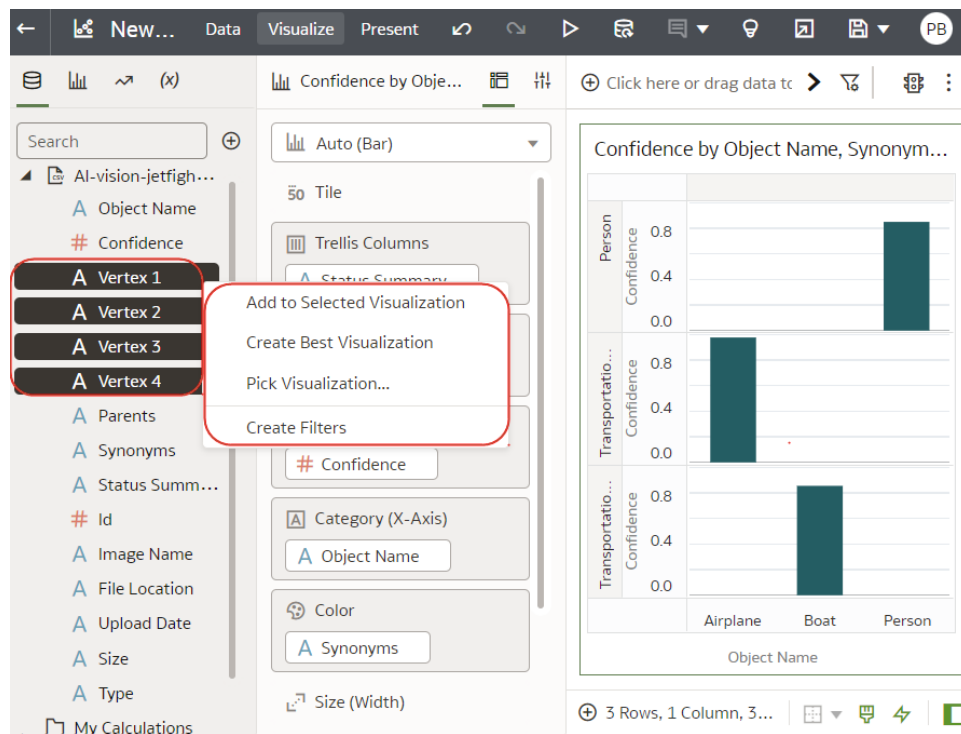 New...
Data
Visualize
Present
PB
(x)
Confidence by Obje...
Click here or drag data tc
Search
AI-vision-jetfigh...
A Object Name
# Confidence
A Vertex 1
A Vertex 2
A Vertex 3
A Vertex 4
A Parents
A Synonyms
A Status Summ...
# Id
A Image Name
A File Location
A Upload Date
A Size
A Type
My Calculations
Add to Selected Visualization
Create Best Visualization
Pick Visualization...
Create Filters
Auto (Bar)
50 Tile
Trellis Columns
A Status Summary
# Confidence
A Category (X-Axis)
A Object Name
Color
A Synonyms
Size (Width)
Confidence by Object Name, Synonym...
Person
Confidence
0.8
0.4
0.0
Transportatio...
Confidence
0.8
0.4
0.0
Transportatio...
Confidence
0.8
0.4
0.0
Airplane
Boat
Person
Object Name
3 Rows, 1 Column, 3...